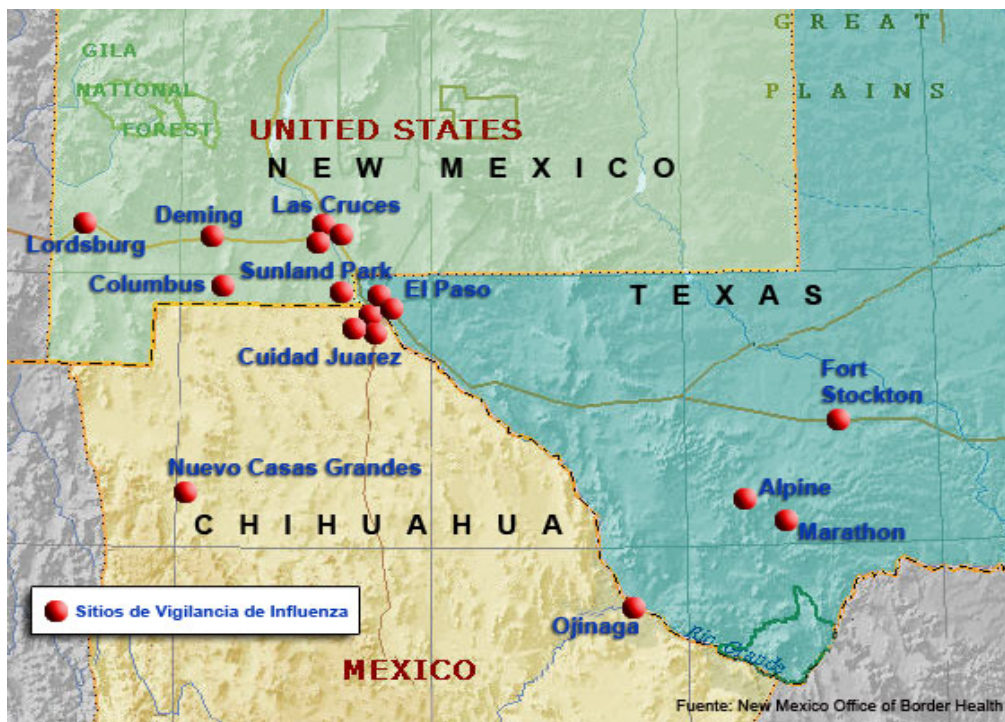 GREAT
PLAINS
GILA
NATIONAL
FOREST
UNITED STATES
NEW MEXICO
Las Cruces
Deming
Lordsburg
Sunland Park
Columbus
El Paso
TEXAS
Cuidad Juarez
Fort
Stockton
Nuevo Casas Grandes
Alpine
CHIHUAHUA
Marathon
Sitios de Vigilancia de Influenza
Ojinaga
Rio Grande
MEXICO
Fuente: New Mexico Office of Border Health